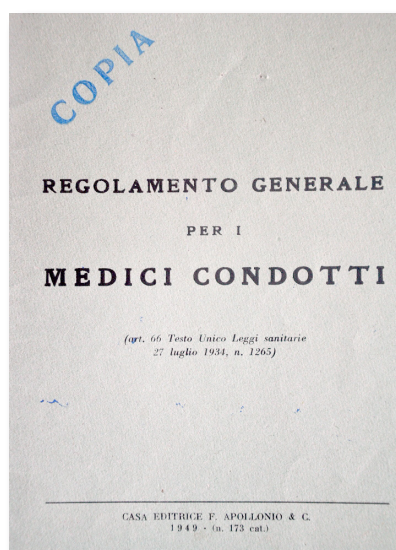 COPIA
REGOLAMENTO GENERALE
PER I
MEDICI CONDOTTI
(art. 66 Testo Unico Leggi sanitarie
27 luglio 1934, n. 1265)
CASA EDITRICE F. APOLLONIO & C.
1949 - (n. 173 cat.)